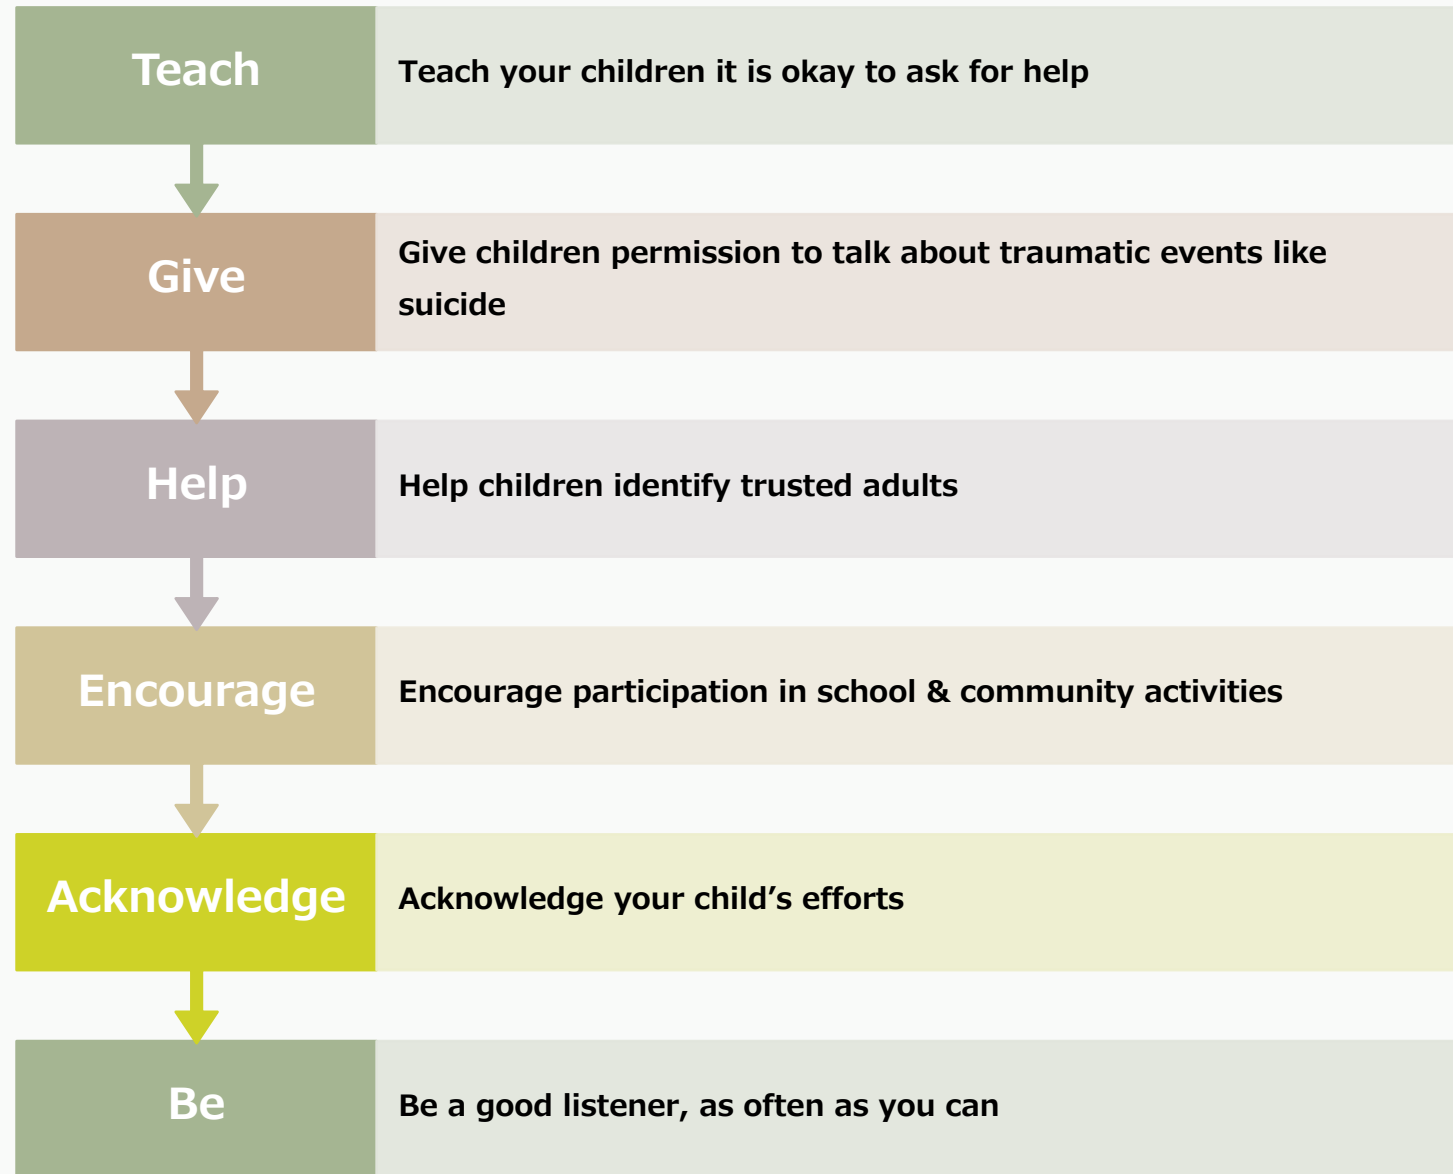 Teach
Teach your children it is okay to ask for help
Give
Give children permission to talk about traumatic events like
suicide
Help
Help children identify trusted adults
Encourage
Encourage participation in school & community activities
Acknowledge
Acknowledge your child’s efforts
Be
Be a good listener, as often as you can